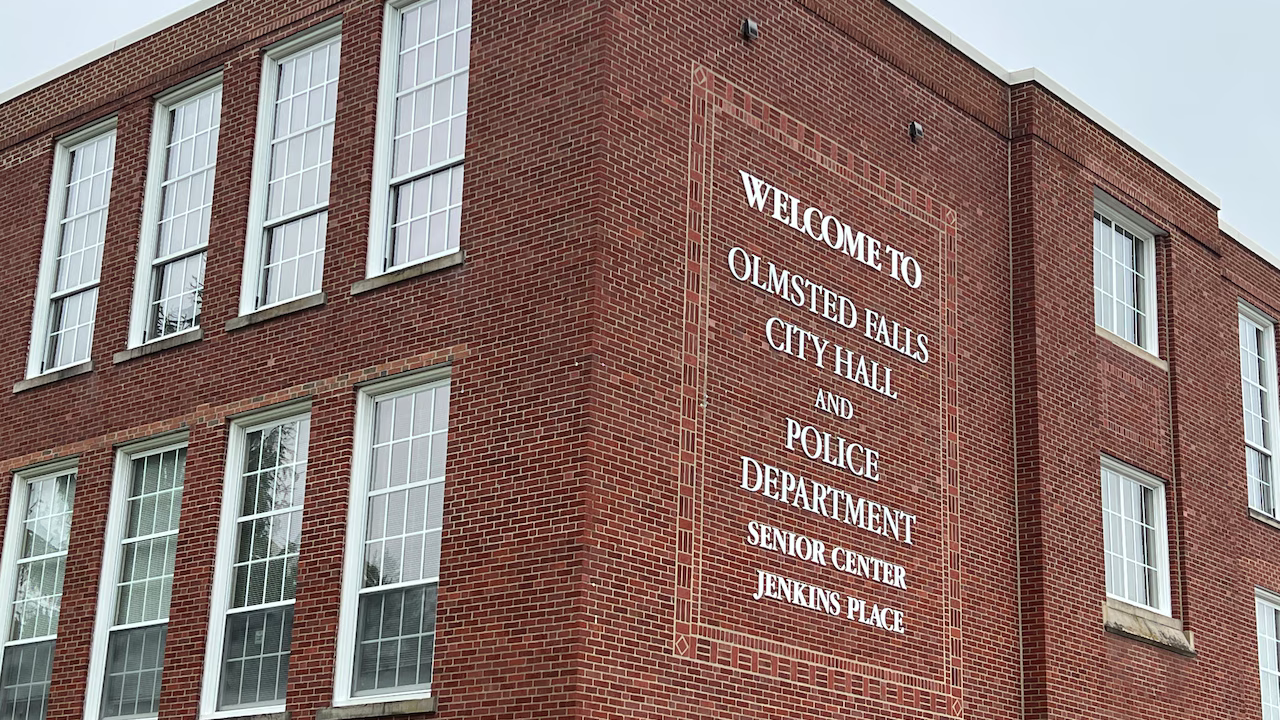 WELCOME TO
OLMSTED FALLS
CITY HALL
AND
POLICE
DEPARTMENT
SENIOR CENTER
JENKINS PLACE